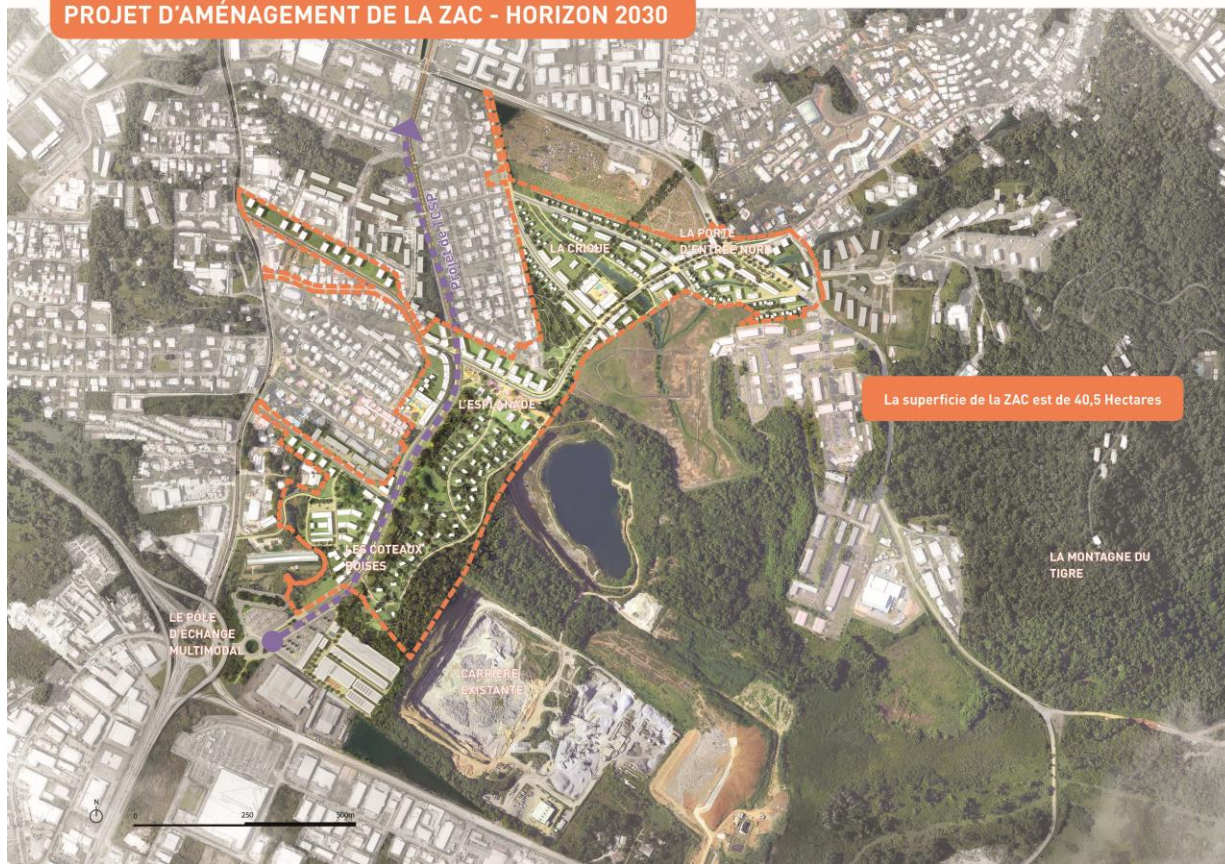 PROJET D'AMÉNAGEMENT DE LA ZAC - HORIZON 2030
Projet de TCSP
LA CRIQUE
LA PORTE
D'ENTRÉE NORD
L'ESPLANADE
La superficie de la ZAC est de 40,5 Hectares
LES COTEAUX
BOISES
LA MONTAGNE DU
TIGRE
LE PÔLE
D'ÉCHANGE
MULTIMODAL
CARRIÈRE
EXISTANTE
N
0
250
500m